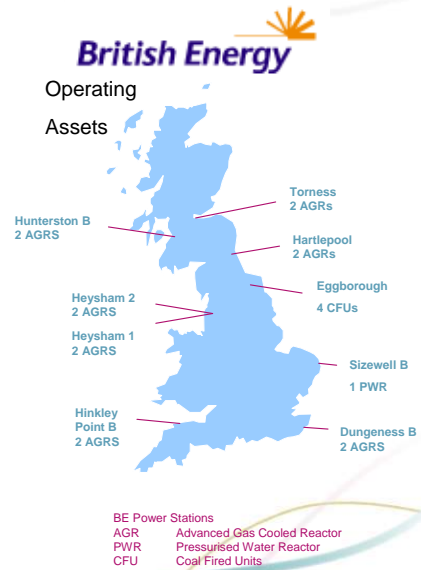 British Energy
Operating
Assets
Torness
2 AGRs
Hunterston B
2 AGRS
Hartlepool
2 AGRs
Eggborough
4 CFUs
Heysham 2
2 AGRS
Heysham 1
2 AGRS
Sizewell B
1 PWR
Hinkley
Point B
2 AGRS
Dungeness B
2 AGRS
BE Power Stations
AGR Advanced Gas Cooled Reactor
PWR Pressurised Water Reactor
CFU Coal Fired Units